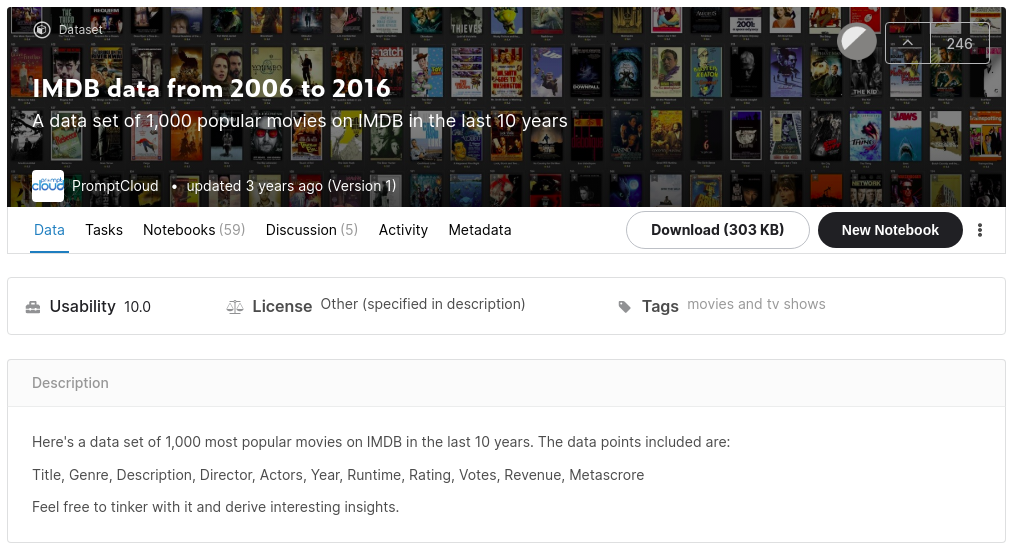 Dataset
246
IMDB data from 2006 to 2016
A data set of 1,000 popular movies on IMDB in the last 10 years
PromptCloud • updated 3 years ago (Version 1)
Data Tasks Notebooks (59) Discussion (5) Activity Metadata Download (303 KB) New Notebook
Usability 10.0 License Other (specified in description) Tags movies and tv shows
Description
Here's a data set of 1,000 most popular movies on IMDB in the last 10 years. The data points included are:
Title, Genre, Description, Director, Actors, Year, Runtime, Rating, Votes, Revenue, Metascrore
Feel free to tinker with it and derive interesting insights.